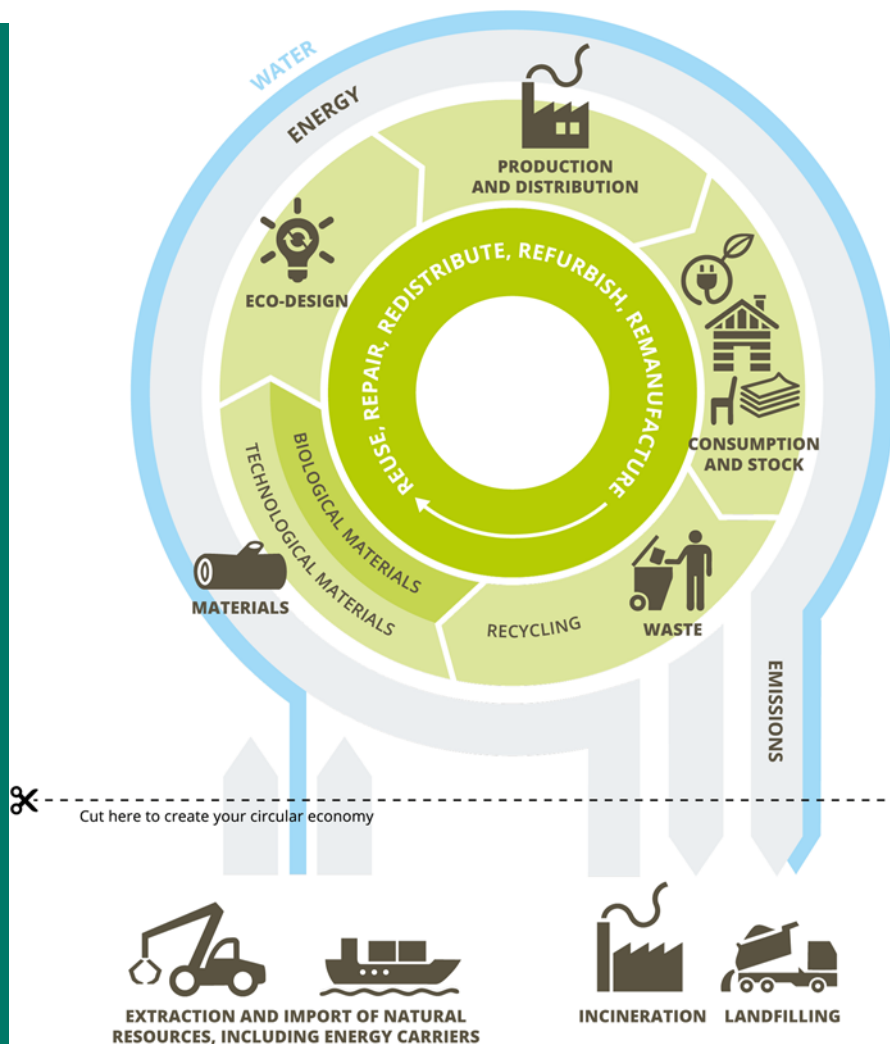 WATER
ENERGY
PRODUCTION
AND DISTRIBUTION
ECO-DESIGN
REUSE, REPAIR, REDISTRIBUTE, REFURBISH, REMANUFACTURE
CONSUMPTION
AND STOCK
BIOLOGICAL MATERIALS
TECHNOLOGICAL MATERIALS
MATERIALS
RECYCLING
WASTE
EMISSIONS
Cut here to create your circular economy
EXTRACTION AND IMPORT OF NATURAL
RESOURCES, INCLUDING ENERGY CARRIERS
INCINERATION
LANDFILLING